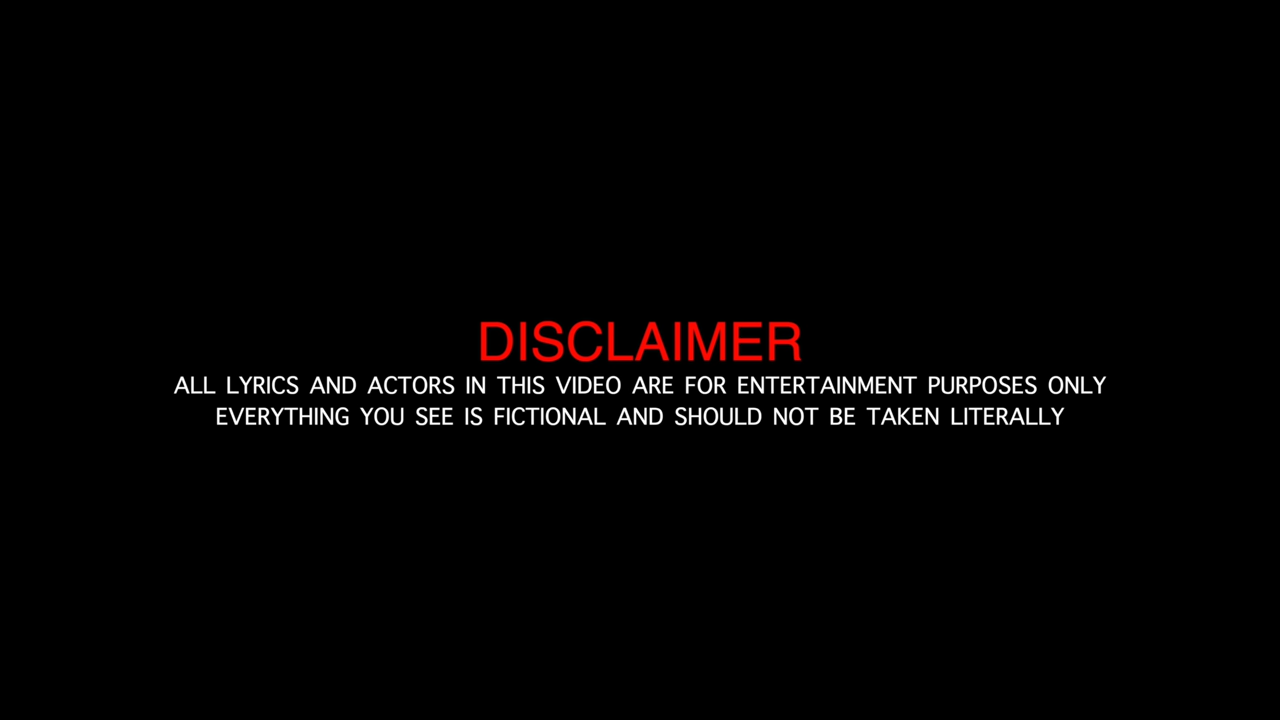 DISCLAIMER
ALL LYRICS AND ACTORS IN THIS VIDEO ARE FOR ENTERTAINMENT PURPOSES ONLY
EVERYTHING YOU SEE IS FICTIONAL AND SHOULD NOT BE TAKEN LITERALLY